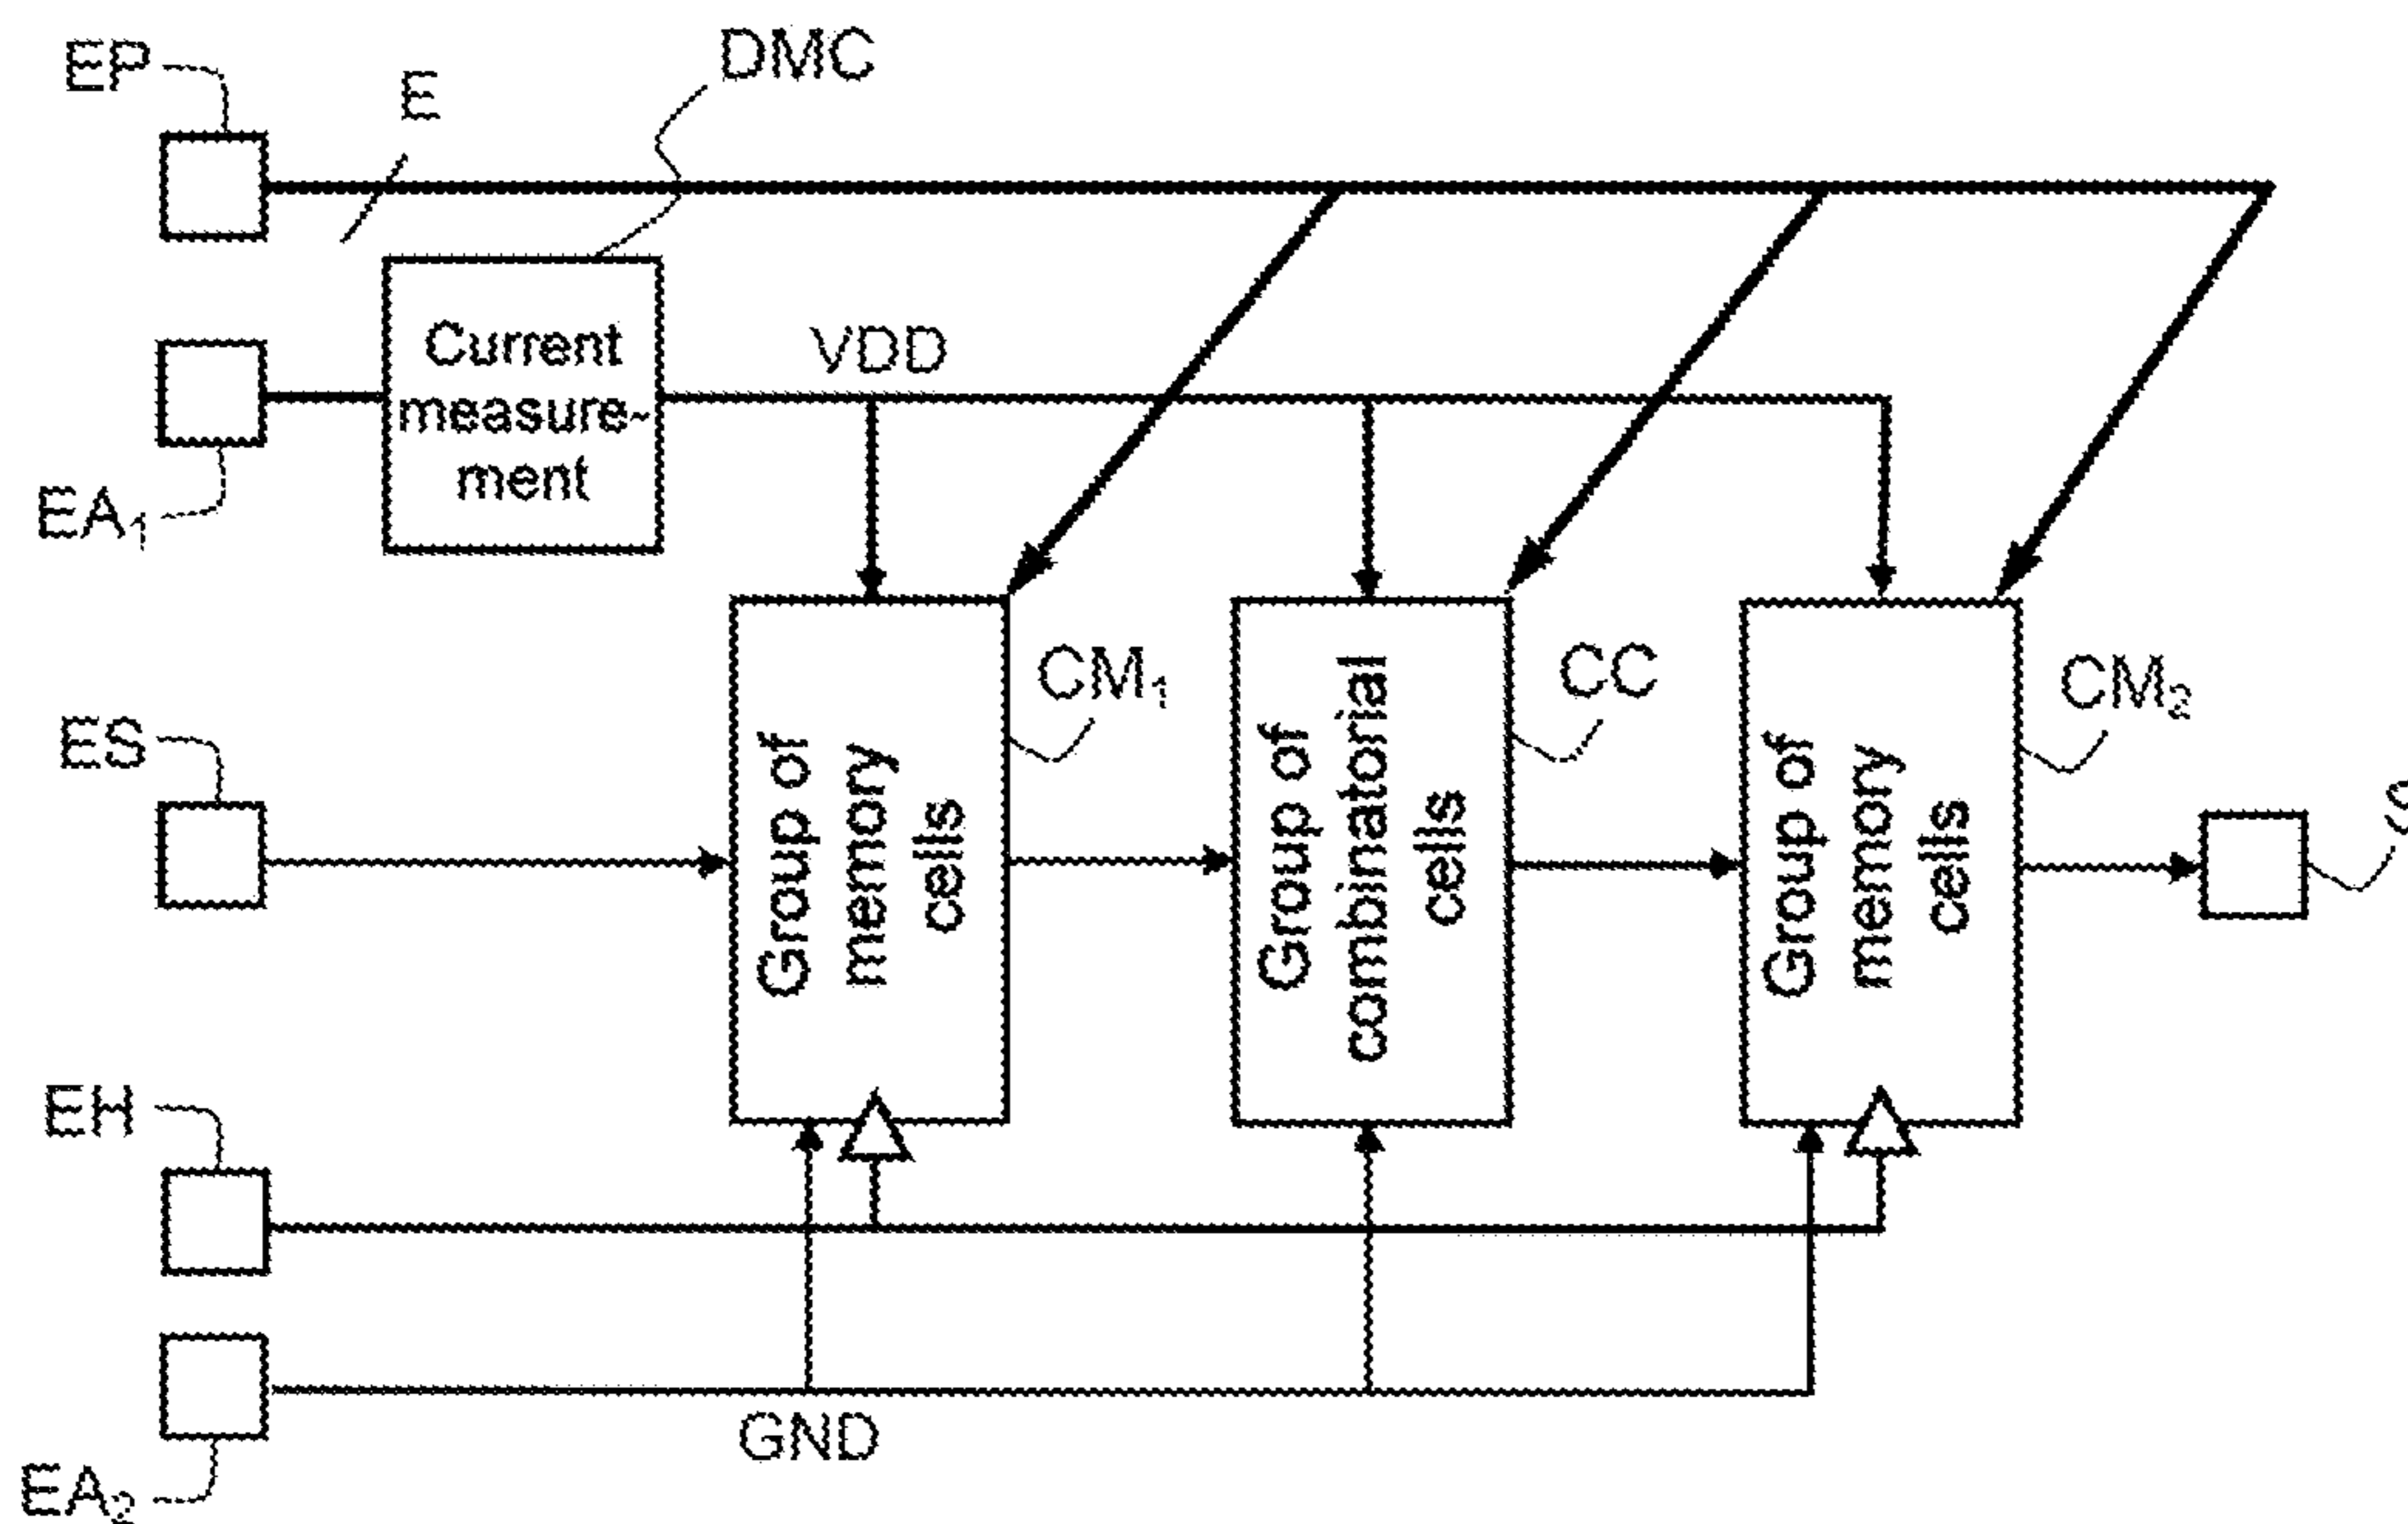 EP
E
DMC
Current
measure-
ment
VDD
EA1
CM1
CC
CM2
ES
Group of
memory
cells
Group of
combinatorial
cells
Group of
memory
cells
EH
GND
EA2